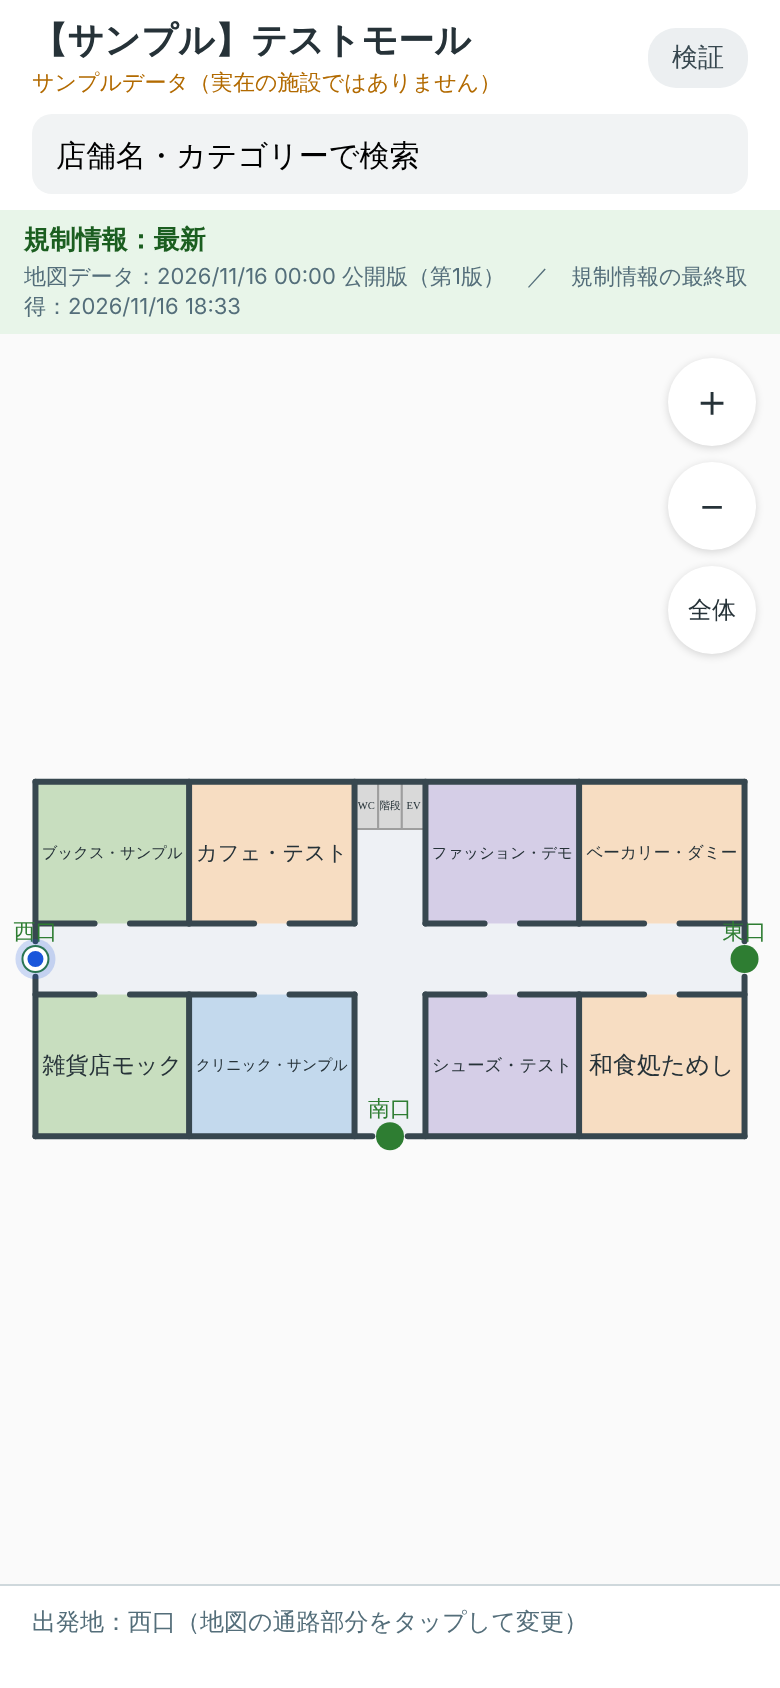 【サンプル】テストモール
サンプルデータ（実在の施設ではありません）
検証
店舗名・カテゴリーで検索
規制情報：最新
地図データ：2026/11/16 00:00 公開版（第1版）　／　規制情報の最終取
得：2026/11/16 18:33
＋
−
全体
WC 階段 EV
ブックス・サンプル カフェ・テスト ファッション・デモ ベーカリー・ダミー
西口 東口
雑貨店モック クリニック・サンプル シューズ・テスト 和食処ためし
南口
出発地：西口（地図の通路部分をタップして変更）